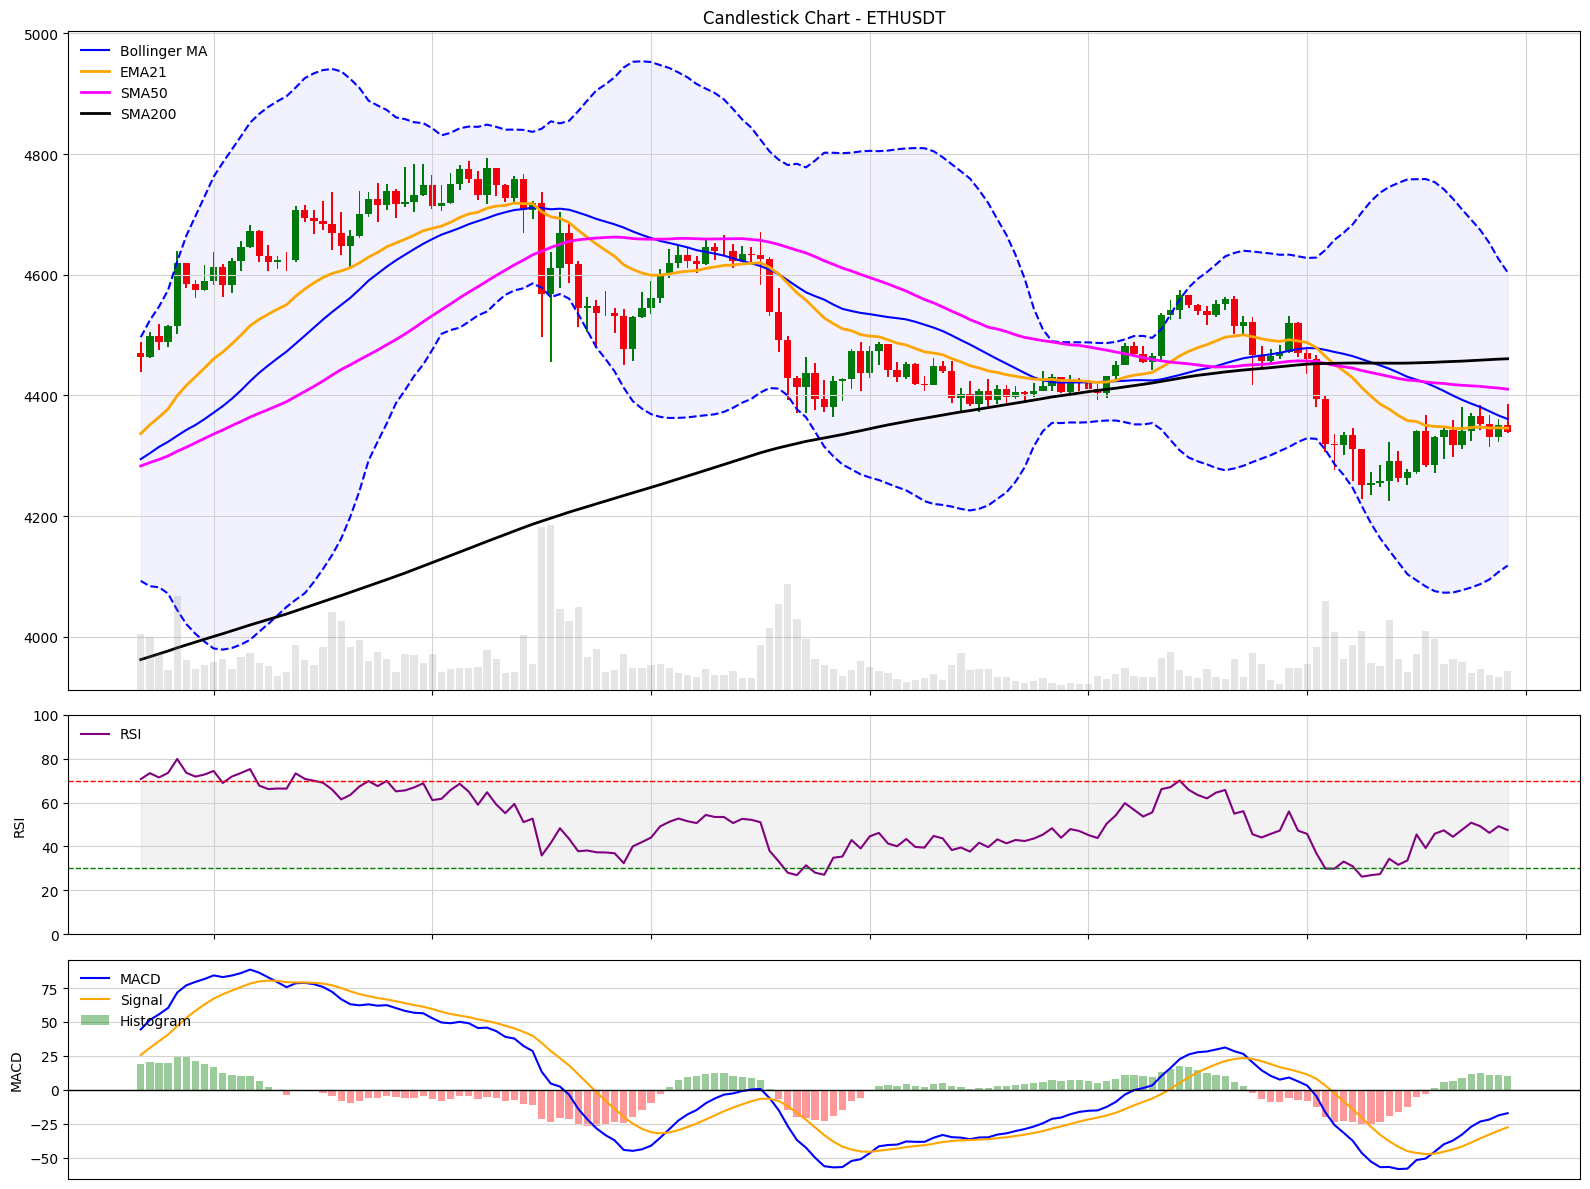 Candlestick Chart - ETHUSDT
5000
4800
4600
4400
4200
4000
Bollinger MA
EMA21
SMA50
SMA200
100
80
60
40
20
0
RSI
RSI
75
50
25
0
−25
−50
MACD
MACD
Signal
Histogram